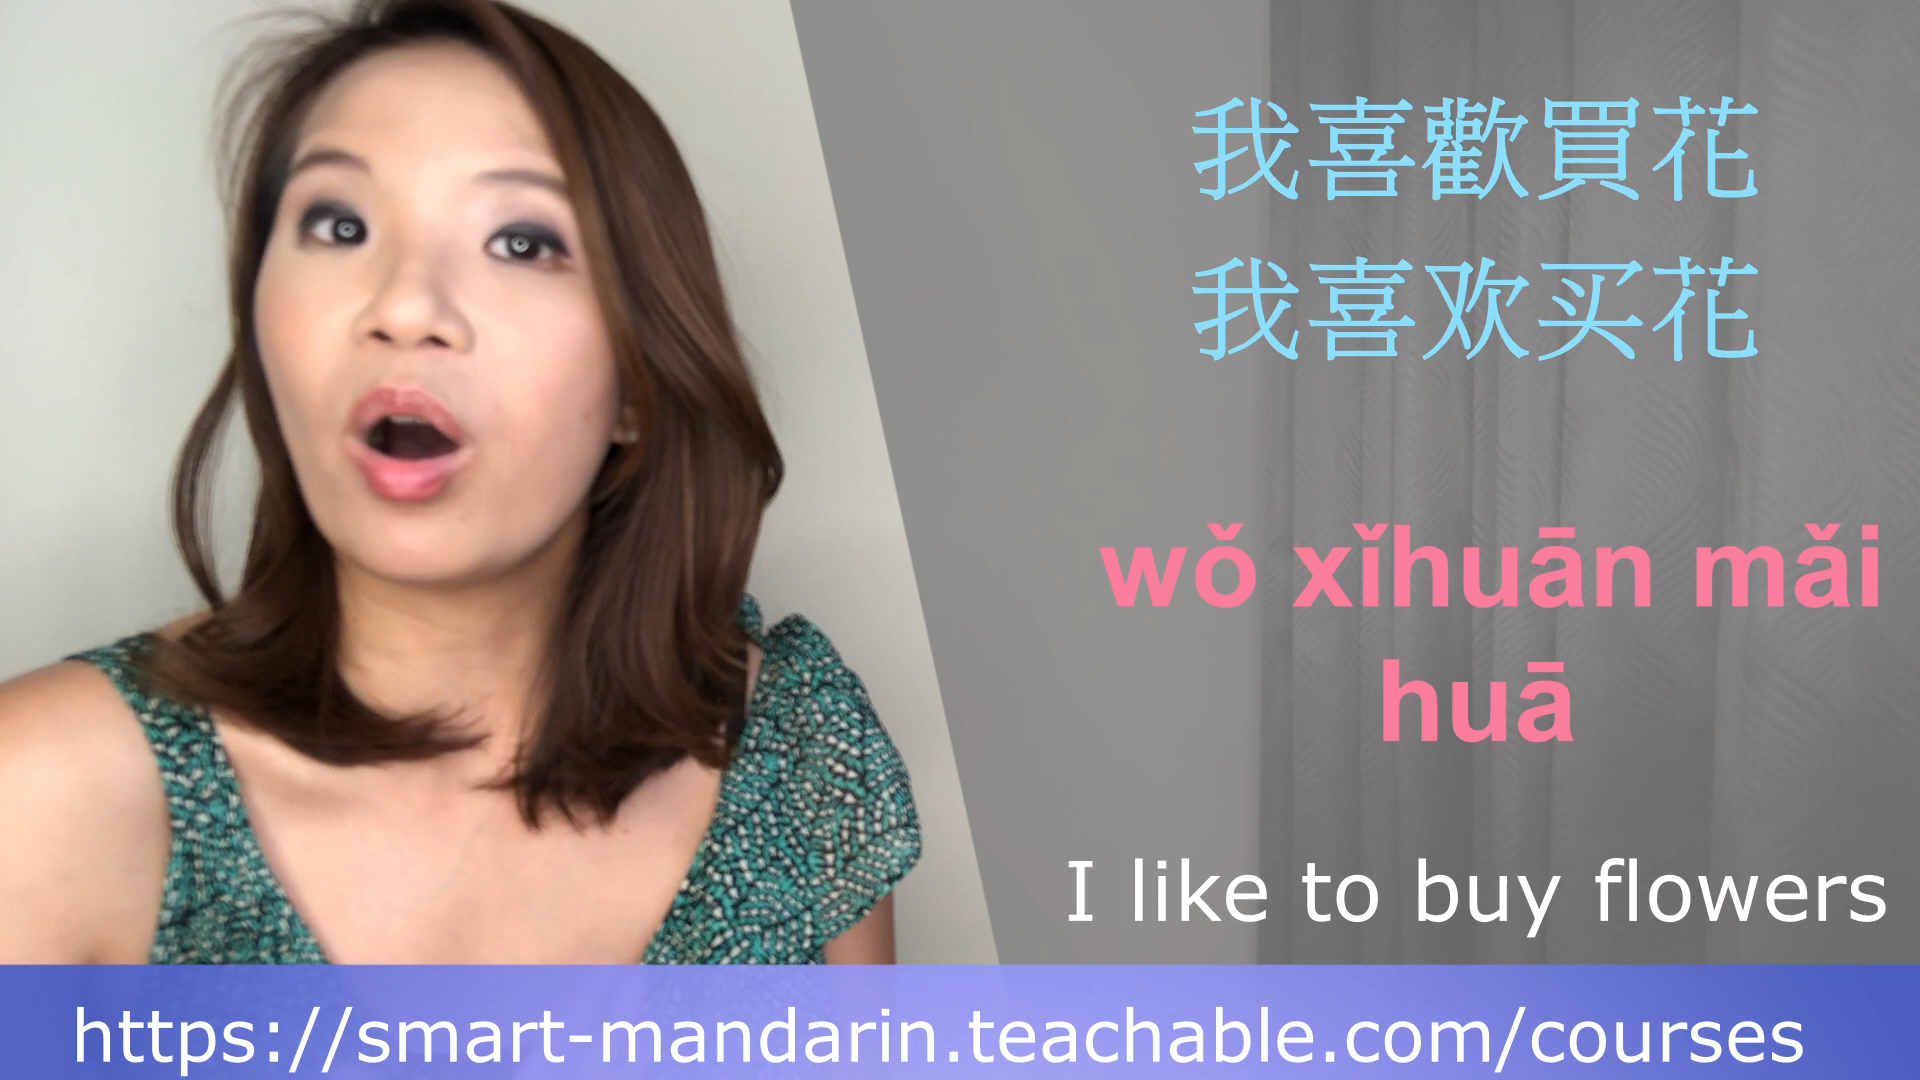 我喜歡買花
我喜欢买花
wǒ xǐhuān mǎi
huā
I like to buy flowers
https://smart-mandarin.teachable.com/courses